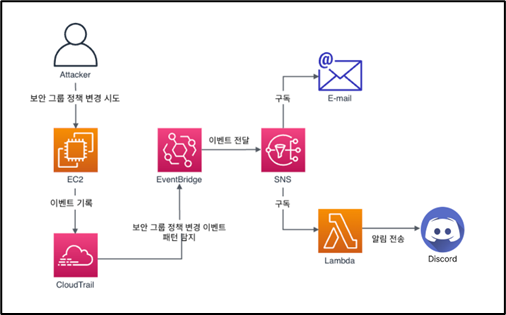 Attacker
보안 그룹 정책 변경 시도
EC2
이벤트 기록
CloudTrail
보안 그룹 정책 변경 이벤트
패턴 탐지
EventBridge
이벤트 전달
SNS
구독
@
E-mail
구독
Lambda
알림 전송
Discord